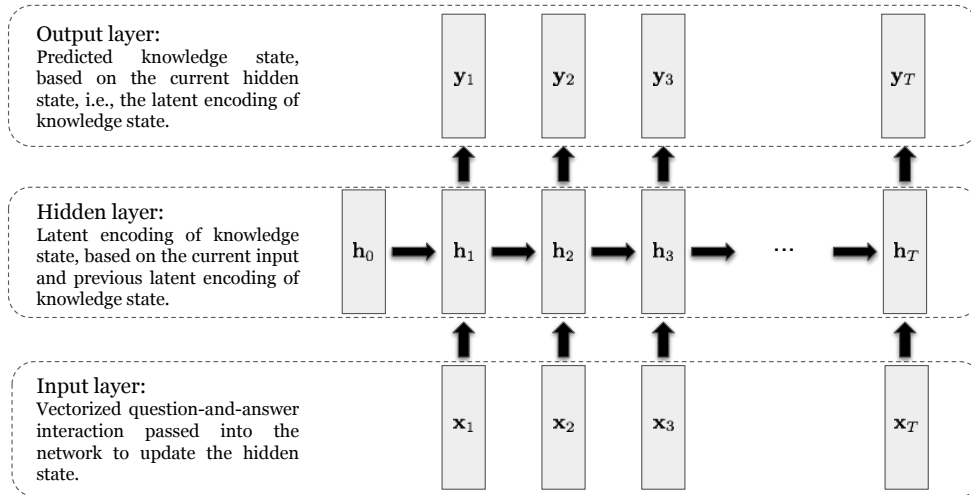 Output layer:
Predicted knowledge state,
based on the current hidden
state, i.e., the latent encoding of
knowledge state.
y1 y2 y3 yT
Hidden layer:
Latent encoding of knowledge
state, based on the current input
and previous latent encoding of
knowledge state.
h0 h1 h2 h3 ... hT
Input layer:
Vectorized question-and-answer
interaction passed into the
network to update the hidden
state.
x1 x2 x3 xT